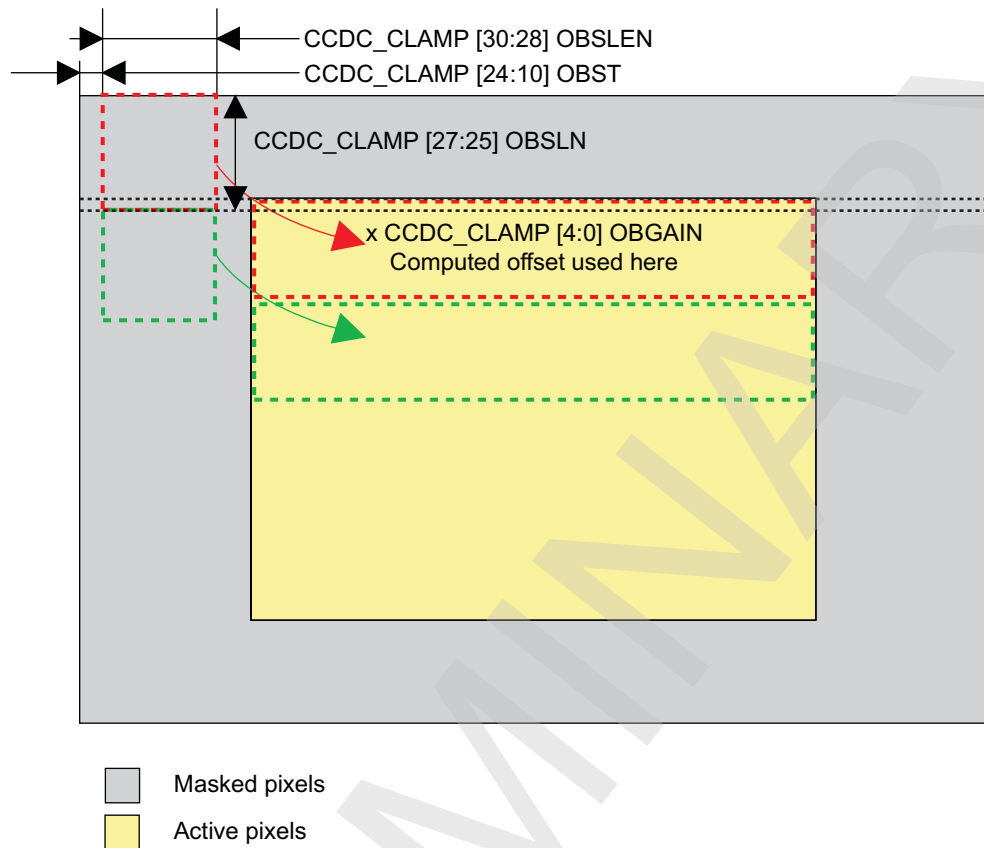 CCDC_CLAMP [30:28] OBSLEN
CCDC_CLAMP [24:10] OBST
CCDC_CLAMP [27:25] OBSLN
x CCDC_CLAMP [4:0] OBGAIN
Computed offset used here
Masked pixels
Active pixels
MINAR